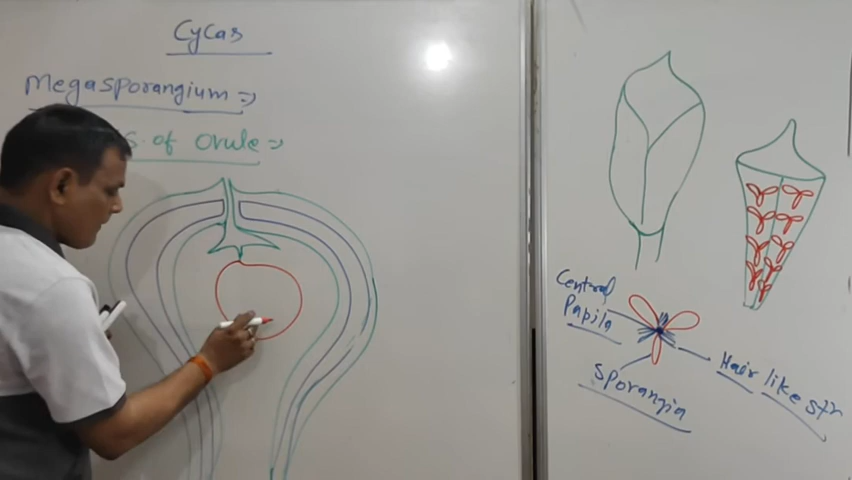 Cycas
Megasporangium :-
S. of Ovule :-
Central
Papila
Sporangia
Hair like str